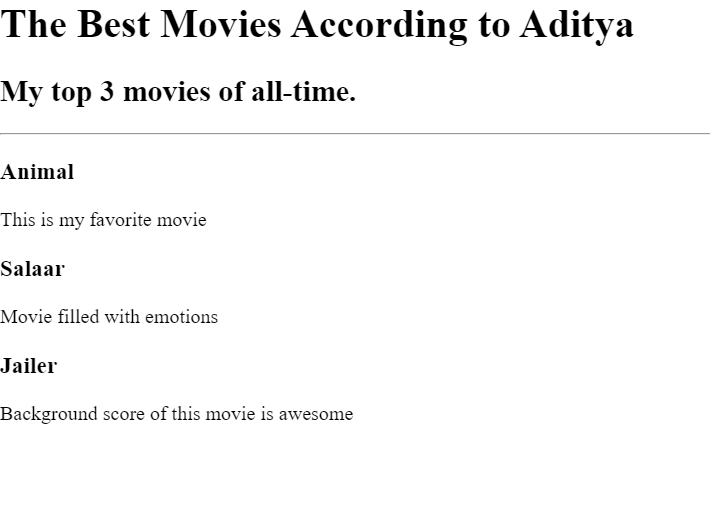 The Best Movies According to Aditya
My top 3 movies of all-time.
Animal
This is my favorite movie
Salaar
Movie filled with emotions
Jailer
Background score of this movie is awesome